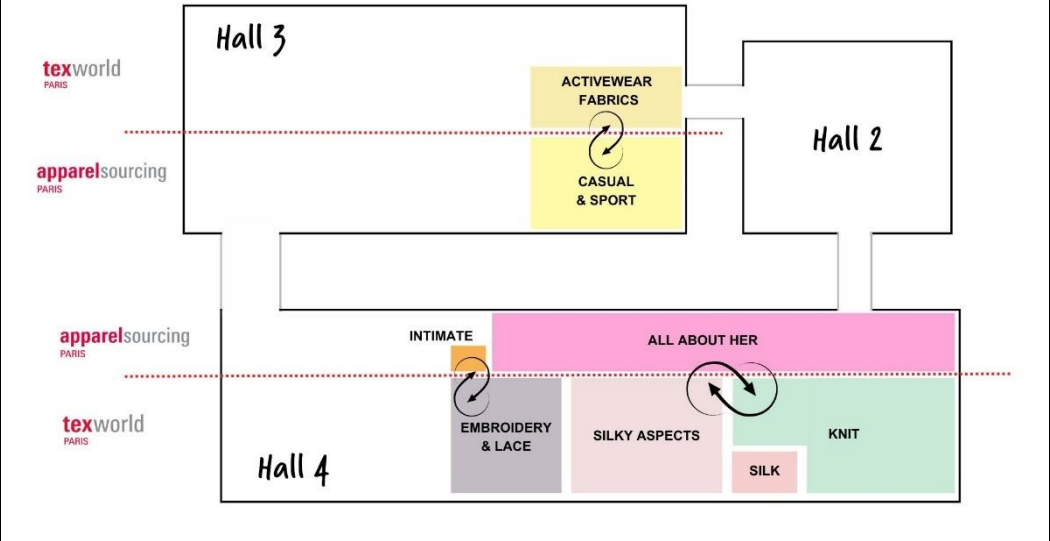 Hall 3
texworld
PARIS
ACTIVEWEAR
FABRICS
Hall 2
apparelsourcing
PARIS
CASUAL
& SPORT
apparelsourcing
PARIS
INTIMATE
ALL ABOUT HER
texworld
PARIS
EMBROIDERY
& LACE
SILKY ASPECTS
KNIT
SILK
Hall 4